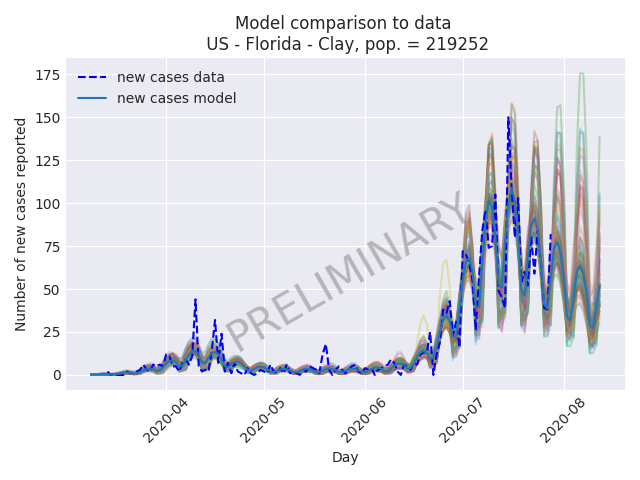 Model comparison to data
US - Florida - Clay, pop. = 219252
new cases data
new cases model
175
150
125
100
75
50
25
0
Number of new cases reported
PRELIMINARY
2020-04
2020-05
2020-06
2020-07
2020-08
Day